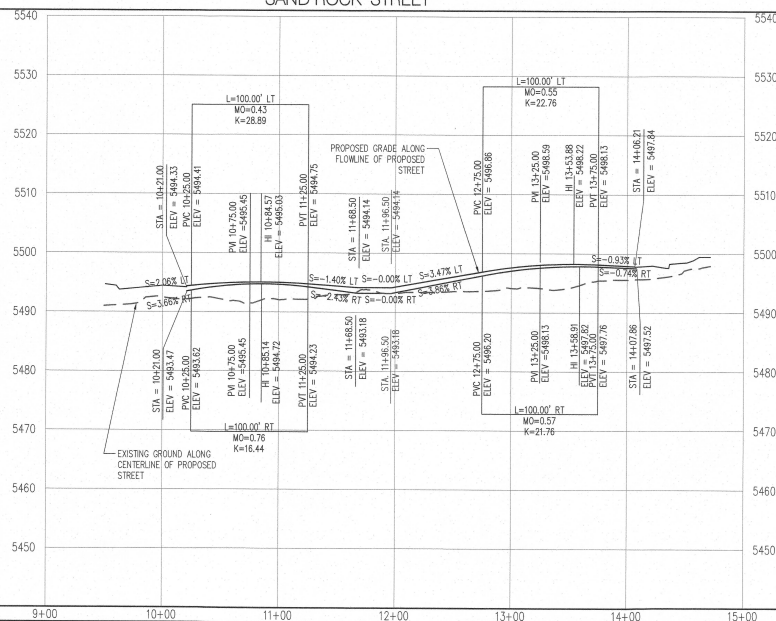 SAND ROCK STREET
5540
5540
5530
5530
5520
5520
5510
5510
5500
5500
5490
5490
5480
5480
5470
5470
5460
5460
5450
5450
L=100.00' LT
MO=0.43
K=28.89
L=100.00' LT
MO=0.55
K=22.76
STA = 10+21.00
ELEV = 5494.33
PVC 10+25.00
ELEV = 5494.41
PVI 10+75.00
ELEV =5495.45
HI 10+84.57
ELEV =5495.03
PVT 11+25.00
ELEV = 5494.75
STA = 11+68.50
ELEV = 5494.14
STA. 11+96.50
ELEV =5494.14
PROPOSED GRADE ALONG
FLOWLINE OF PROPOSED
STREET
PVC 12+75.00
ELEV = 5496.86
PVI 13+25.00
ELEV =5498.59
HI 13+53.88
ELEV =5498.22
PVT 13+75.00
ELEV = 5498.13
STA = 14+06.21
ELEV = 5497.84
S=2.06% LT
S=3.66% RT
S=-1.40% LT
S=-0.00% LT
S=3.47% LT
S=-0.93% LT
S=-2.43% RT
S=-0.00% RT
S=3.86% RT
S=-0.74% RT
STA = 10+21.00
ELEV = 5493.47
PVC 10+25.00
ELEV = 5493.62
PVI 10+75.00
ELEV =5495.45
HI 10+85.14
ELEV =5494.72
PVT 11+25.00
ELEV = 5494.23
STA = 11+68.50
ELEV = 5493.18
STA. 11+96.50
ELEV =5493.18
PVC 12+75.00
ELEV = 5496.20
PVI 13+25.00
ELEV =5498.13
HI 13+58.91
ELEV =5497.82
PVT 13+75.00
ELEV = 5497.76
STA = 14+07.86
ELEV = 5497.52
L=100.00' RT
MO=0.76
K=16.44
L=100.00' RT
MO=0.57
K=21.76
EXISTING GROUND ALONG
CENTERLINE OF PROPOSED
STREET
9+00
10+00
11+00
12+00
13+00
14+00
15+00